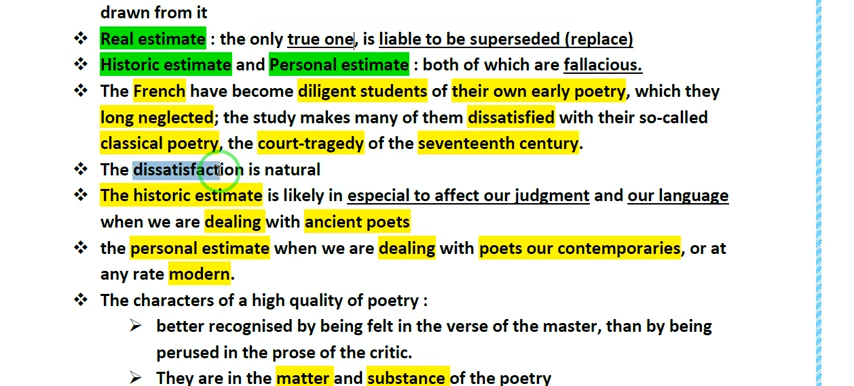 drawn from it
❖ Real estimate : the only true one, is liable to be superseded (replace)
❖ Historic estimate and Personal estimate : both of which are fallacious.
❖ The French have become diligent students of their own early poetry, which they
long neglected; the study makes many of them dissatisfied with their so-called
classical poetry, the court-tragedy of the seventeenth century.
❖ The dissatisfaction is natural
❖ The historic estimate is likely in especial to affect our judgment and our language
when we are dealing with ancient poets
❖ the personal estimate when we are dealing with poets our contemporaries, or at
any rate modern.
❖ The characters of a high quality of poetry :
➢ better recognised by being felt in the verse of the master, than by being
perused in the prose of the critic.
➢ They are in the matter and substance of the poetry